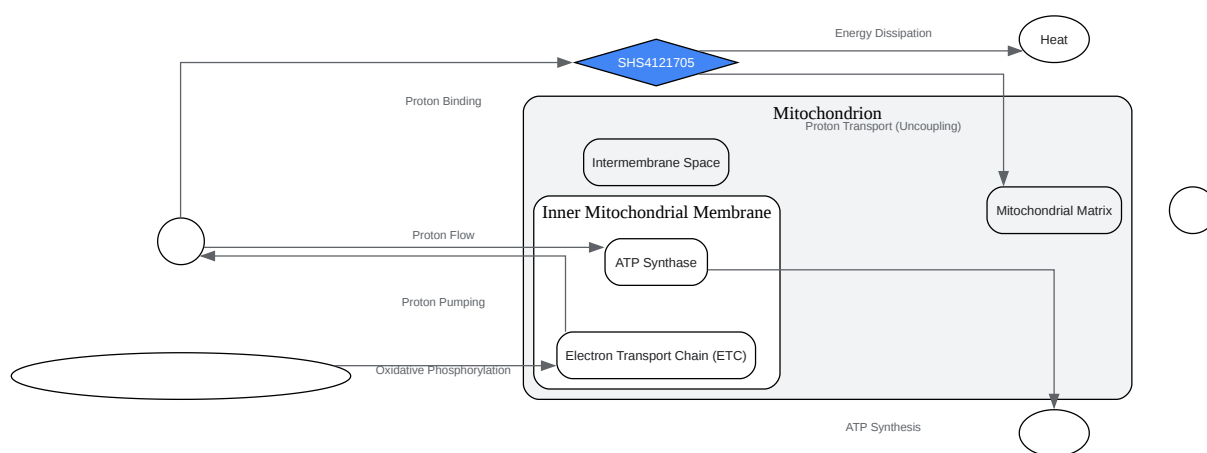 Energy Dissipation
Heat
SHS4121705
Proton Binding
Mitochondrion
Proton Transport (Uncoupling)
Intermembrane Space
Mitochondrial Matrix
Inner Mitochondrial Membrane
Proton Flow
ATP Synthase
Proton Pumping
Electron Transport Chain (ETC)
Oxidative Phosphorylation
ATP Synthesis